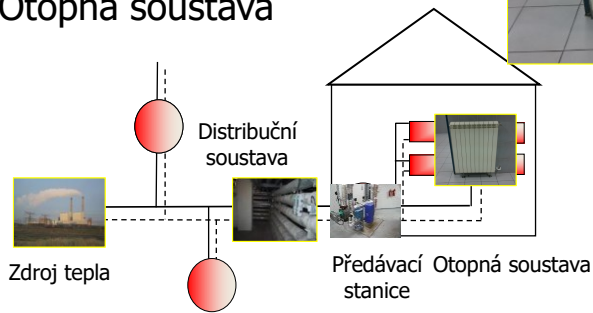 Otopná soustava
Distribuční
soustava
Zdroj tepla
Předávací
stanice
Otopná soustava